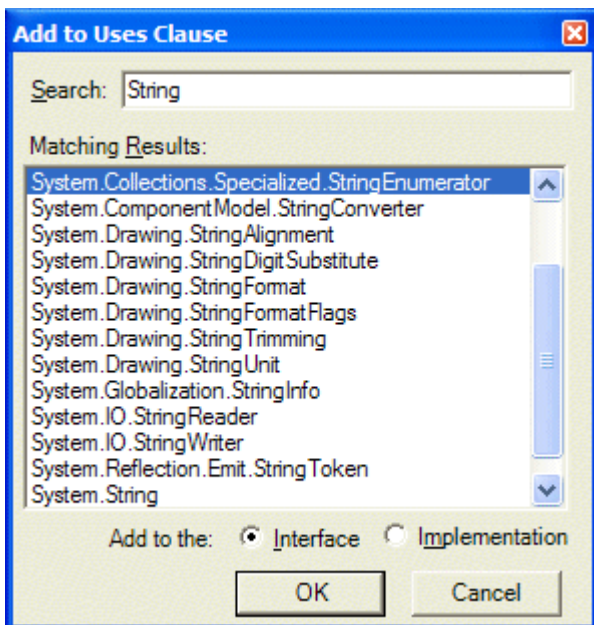 Add to Uses Clause
Search: String
Matching Results:
System.Collections.Specialized.StringEnumerator
System.ComponentModel.StringConverter
System.Drawing.StringAlignment
System.Drawing.StringDigitSubstitute
System.Drawing.StringFormat
System.Drawing.StringFormatFlags
System.Drawing.StringTrimming
System.Drawing.StringUnit
System.Globalization.StringInfo
System.IO.StringReader
System.IO.StringWriter
System.Reflection.Emit.StringToken
System.String
Add to the: Interface Implementation
OK Cancel